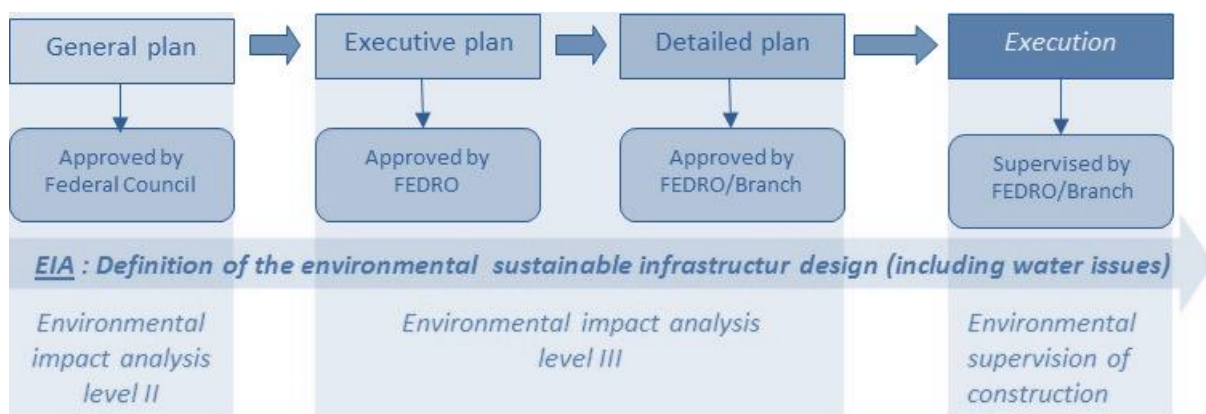 General plan
Executive plan
Detailed plan
Execution
Approved by
Federal Council
Approved by
FEDRO
Approved by
FEDRO/Branch
Supervised by
FEDRO/Branch
EIA : Definition of the environmental sustainable infrastructur design (including water issues)
Environmental
impact analysis
level II
Environmental impact analysis
level III
Environmental
supervision of
construction